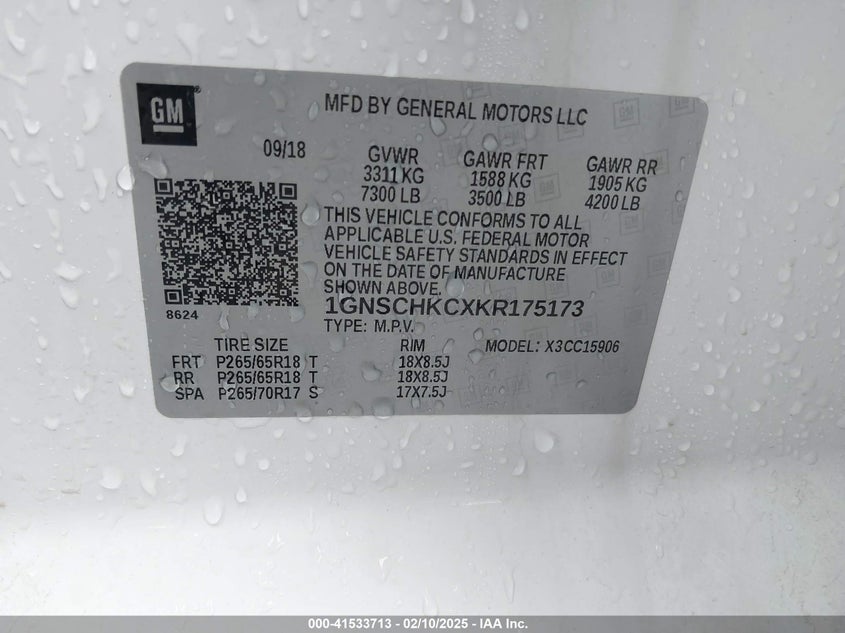 GM
MFD BY GENERAL MOTORS LLC
09/18 GVWR GAWR FRT GAWR RR
3311 KG 1588 KG 1905 KG
7300 LB 3500 LB 4200 LB
THIS VEHICLE CONFORMS TO ALL
APPLICABLE U.S. FEDERAL MOTOR
VEHICLE SAFETY STANDARDS IN EFFECT
ON THE DATE OF MANUFACTURE
SHOWN ABOVE.
8624
1GNSCHKCXKR175173
TYPE: M.P.V.
TIRE SIZE RIM MODEL: X3CC15906
FRT P265/65R18 T 18X8.5J
RR P265/65R18 T 18X8.5J
SPA P265/70R17 S 17X7.5J
000-41533713 - 02/10/2025 - IAA Inc.